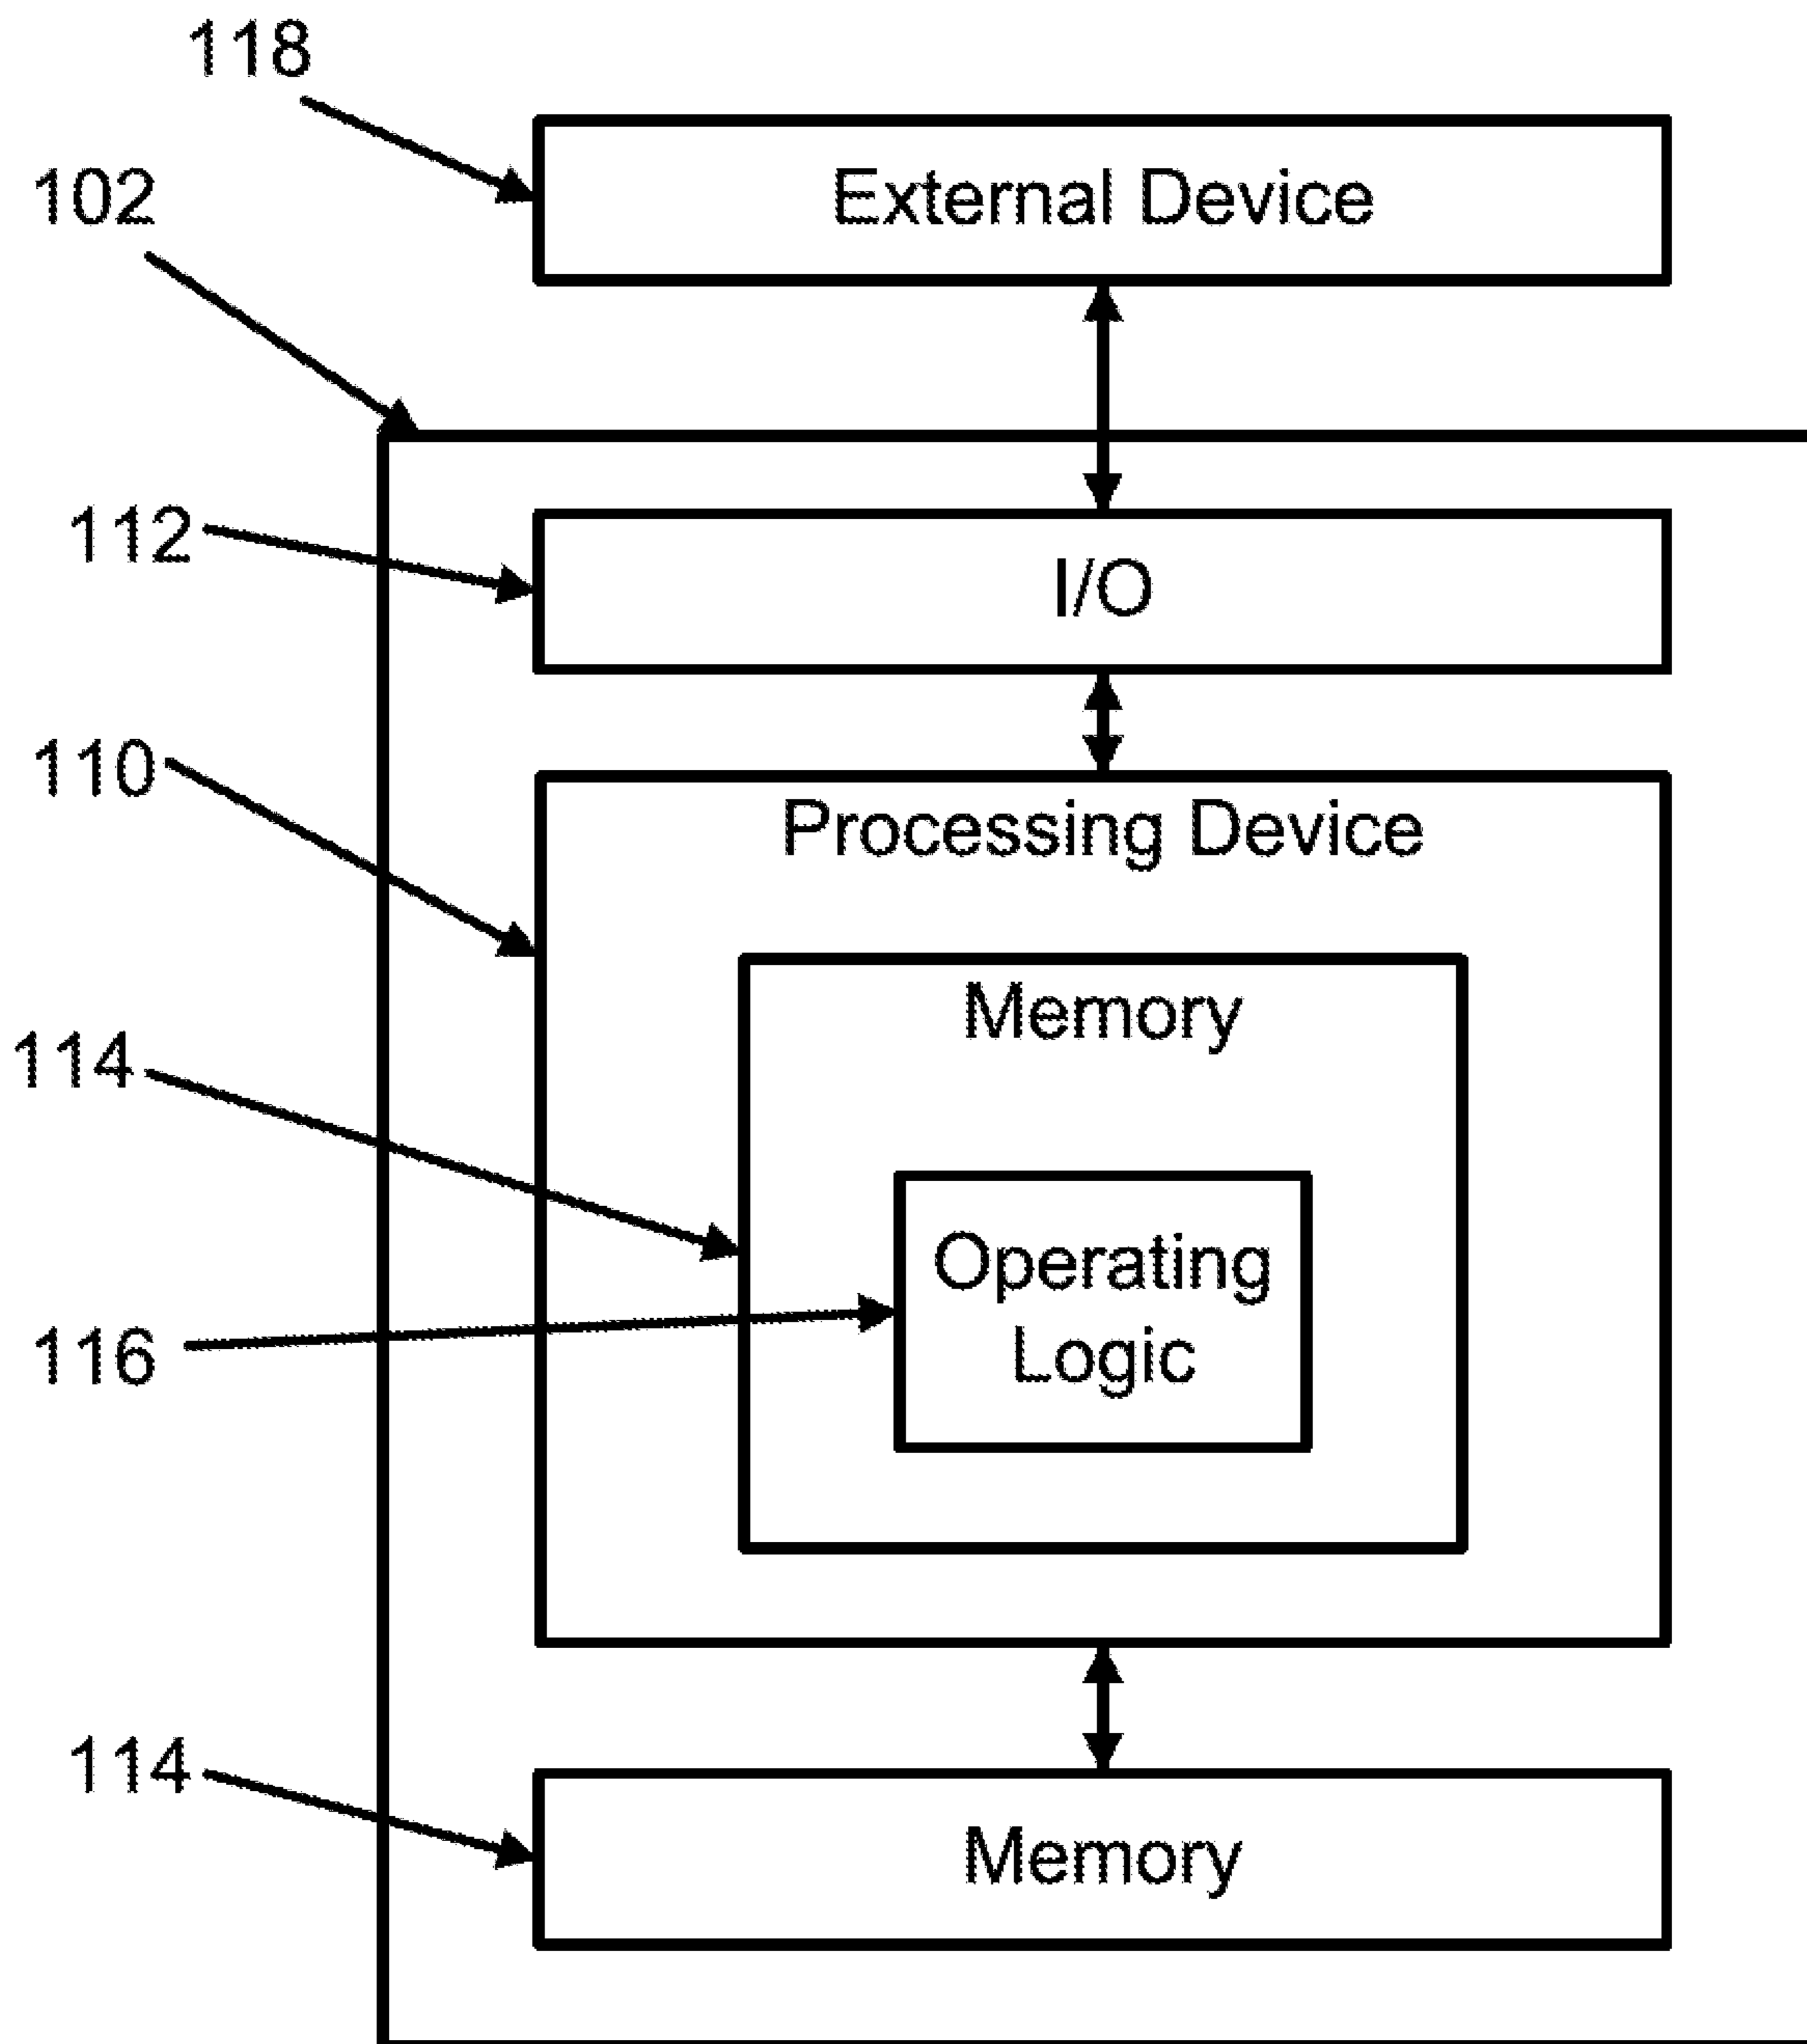 118
External Device
102
112
I/O
110
Processing Device
Memory
114
Operating
Logic
116
114
Memory